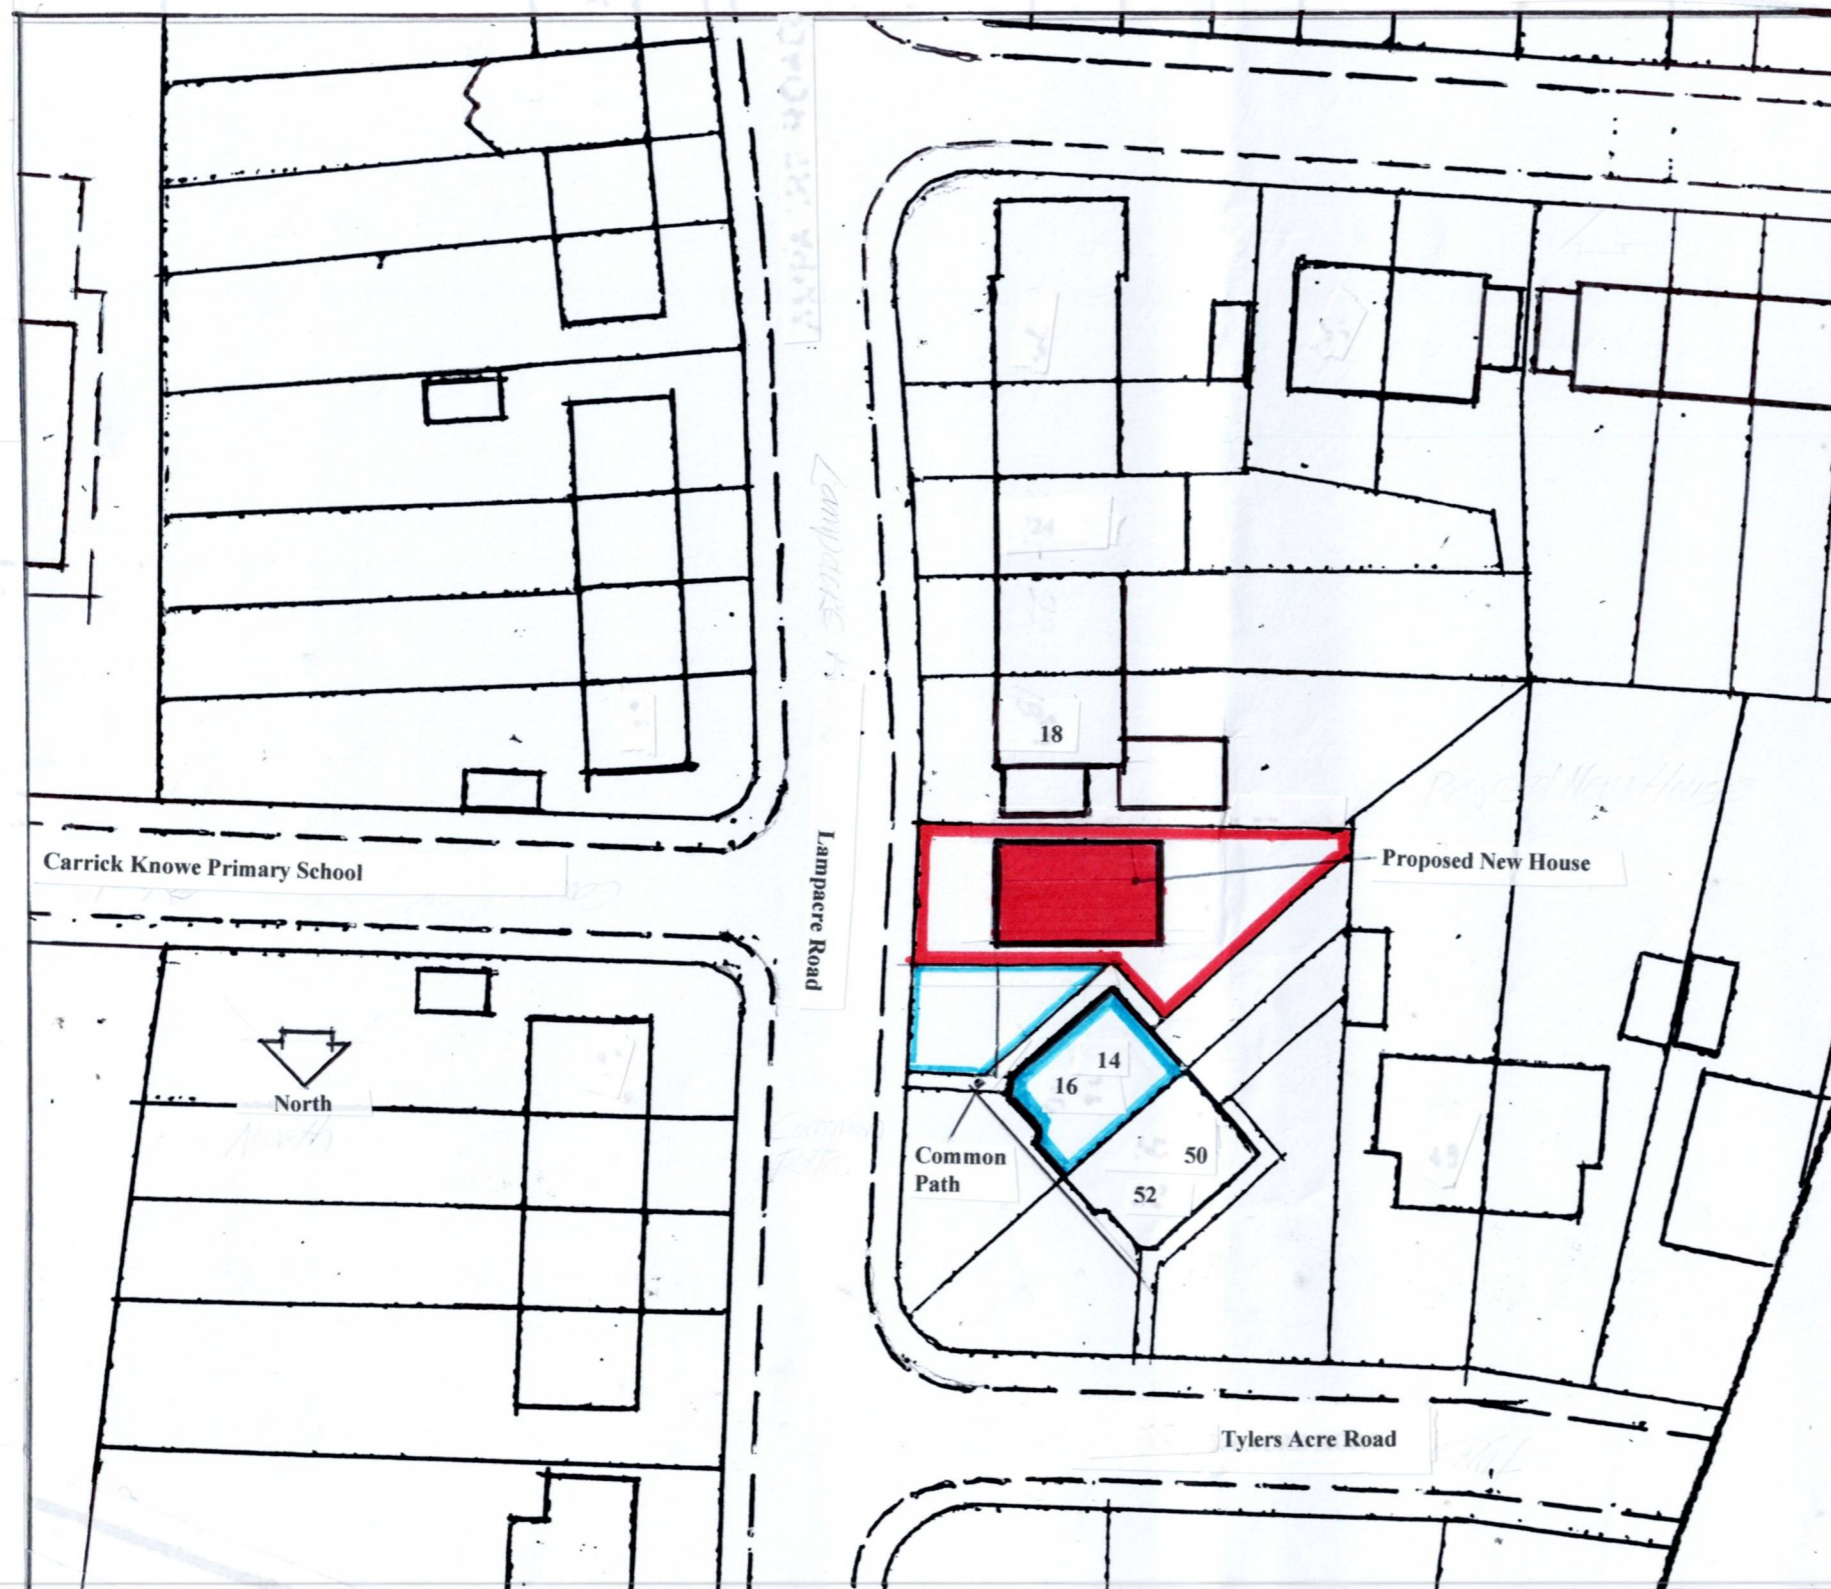 18
Proposed New House
Carrick Knowe Primary School
Lampacre Road
14
16
North
Common
Path
50
52
Tylers Acre Road